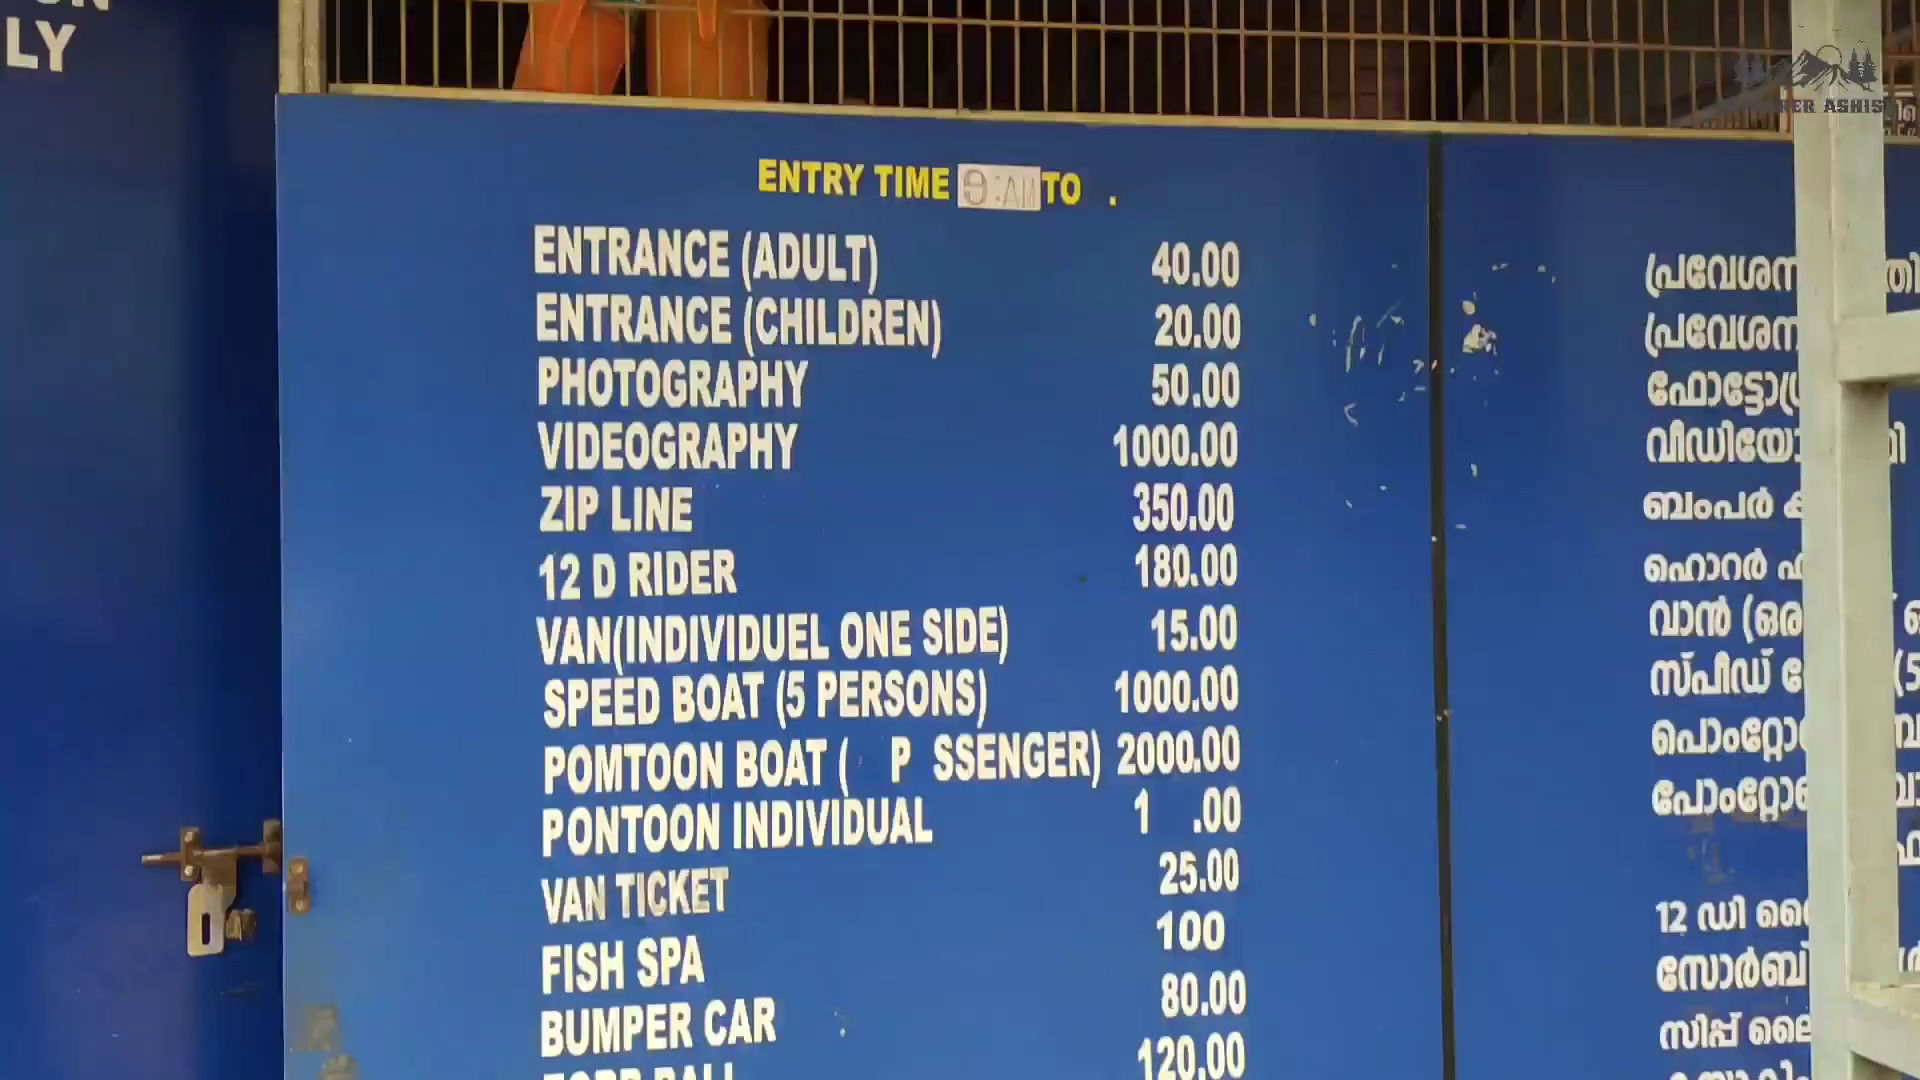 LY
ENTRY TIME 9:AM TO .
ENTRANCE (ADULT) 40.00
ENTRANCE (CHILDREN) 20.00
PHOTOGRAPHY 50.00
VIDEOGRAPHY 1000.00
ZIP LINE 350.00
12 D RIDER 180.00
VAN(INDIVIDUEL ONE SIDE) 15.00
SPEED BOAT (5 PERSONS) 1000.00
POMTOON BOAT ( P SSENGER) 2000.00
PONTOON INDIVIDUAL 1 .00
VAN TICKET 25.00
FISH SPA 100
BUMPER CAR 80.00
120.00
പ്രവേശന
പ്രവേശന
ഫോട്ടോഗ്ര
വീഡിയോ
ബംപർ
ഹൊറർ
വാൻ (ഒര
സ്പീഡ് (5
പൊംറ്റോ
പോംറ്റോ
12 ഡി
സോർബി
സിപ്പ് ലൈ
ASHIS